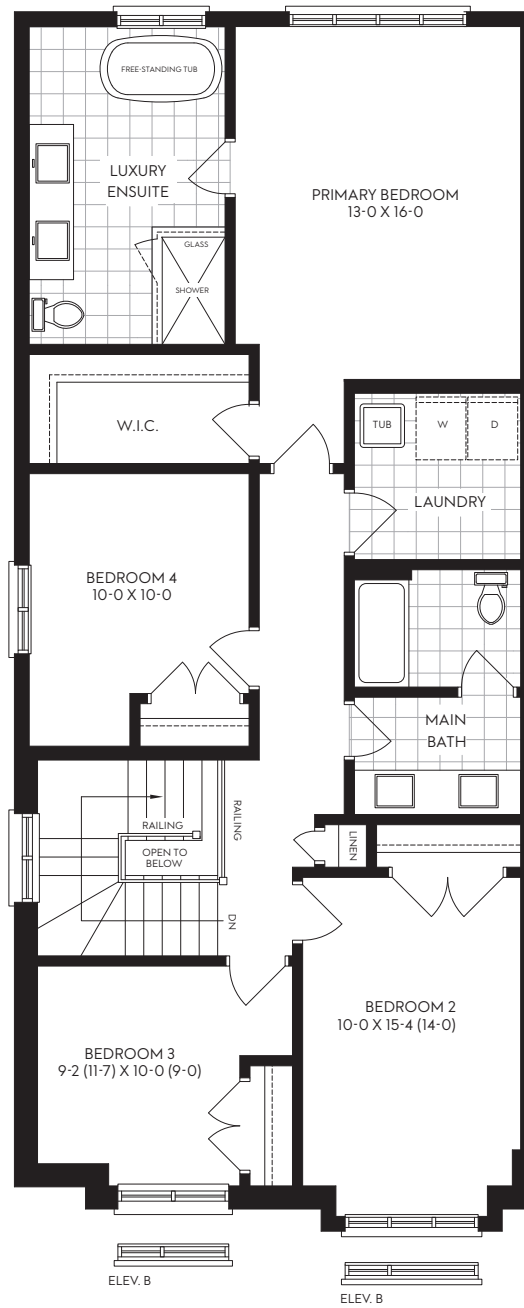 FREE-STANDING TUB
LUXURY
ENSUITE
PRIMARY BEDROOM
13-0 X 16-0
GLASS
SHOWER
W.I.C.
TUB
W
D
LAUNDRY
BEDROOM 4
10-0 X 10-0
MAIN
BATH
RAILING
RAILING
OPEN TO
BELOW
LINEN
DN
BEDROOM 2
10-0 X 15-4 (14-0)
BEDROOM 3
9-2 (11-7) X 10-0 (9-0)
ELEV. B
ELEV. B